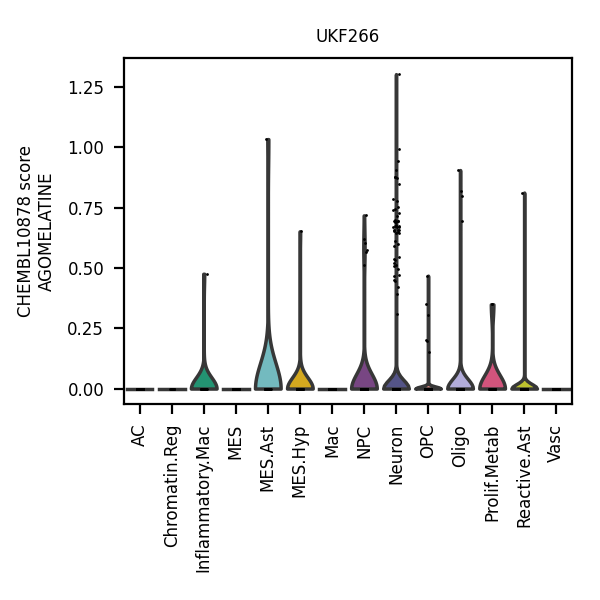 UKF266
CHEMBL10878 score
AGOMELATINE
1.25
1.00
0.75
0.50
0.25
0.00
AC
Chromatin.Reg
Inflammatory.Mac
MES
MES.Ast
MES.Hyp
Mac
NPC
Neuron
OPC
Oligo
Prolif.Metab
Reactive.Ast
Vasc